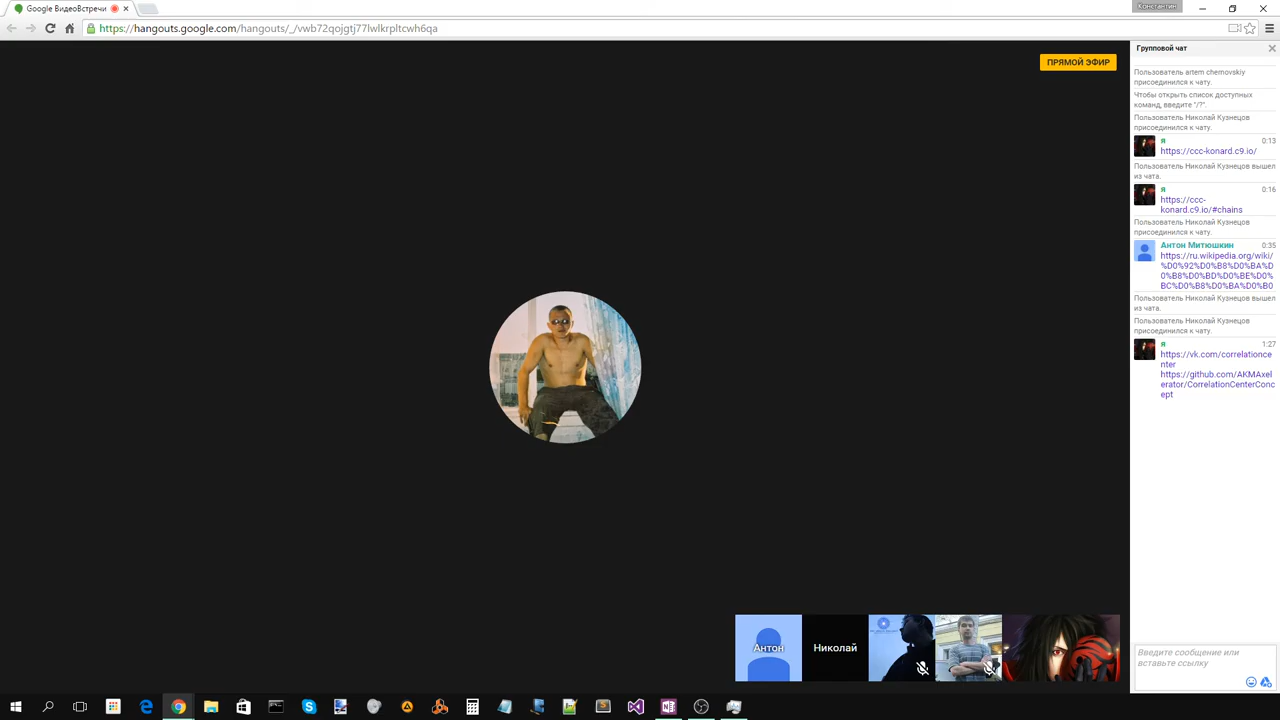 Google ВидеоВстречи
Константин
https://hangouts.google.com/hangouts/_/vwb72qojgtj77lwlkrpltcwh6qa
ПРЯМОЙ ЭФИР
Групповой чат
Пользователь artem chernovskiy
присоединился к чату.
Чтобы открыть список доступных
команд, введите "/?".
Пользователь Николай Кузнецов
присоединился к чату.
я 0:13
https://ccc-konard.c9.io/
Пользователь Николай Кузнецов вышел
из чата.
я 0:16
https://ccc-
konard.c9.io/#chains
Пользователь Николай Кузнецов
присоединился к чату.
Антон Митюшкин 0:35
https://ru.wikipedia.org/wiki/
%D0%92%D0%B8%D0%BA%D
0%B8%D0%BD%D0%BE%D0%
BC%D0%B8%D0%BA%D0%B0
Пользователь Николай Кузнецов вышел
из чата.
Пользователь Николай Кузнецов
присоединился к чату.
я 1:27
https://vk.com/correlationce
nter
https://github.com/AKMAxel
erator/CorrelationCenterConc
ept
Антон
Николай
Введите сообщение или
вставьте ссылку